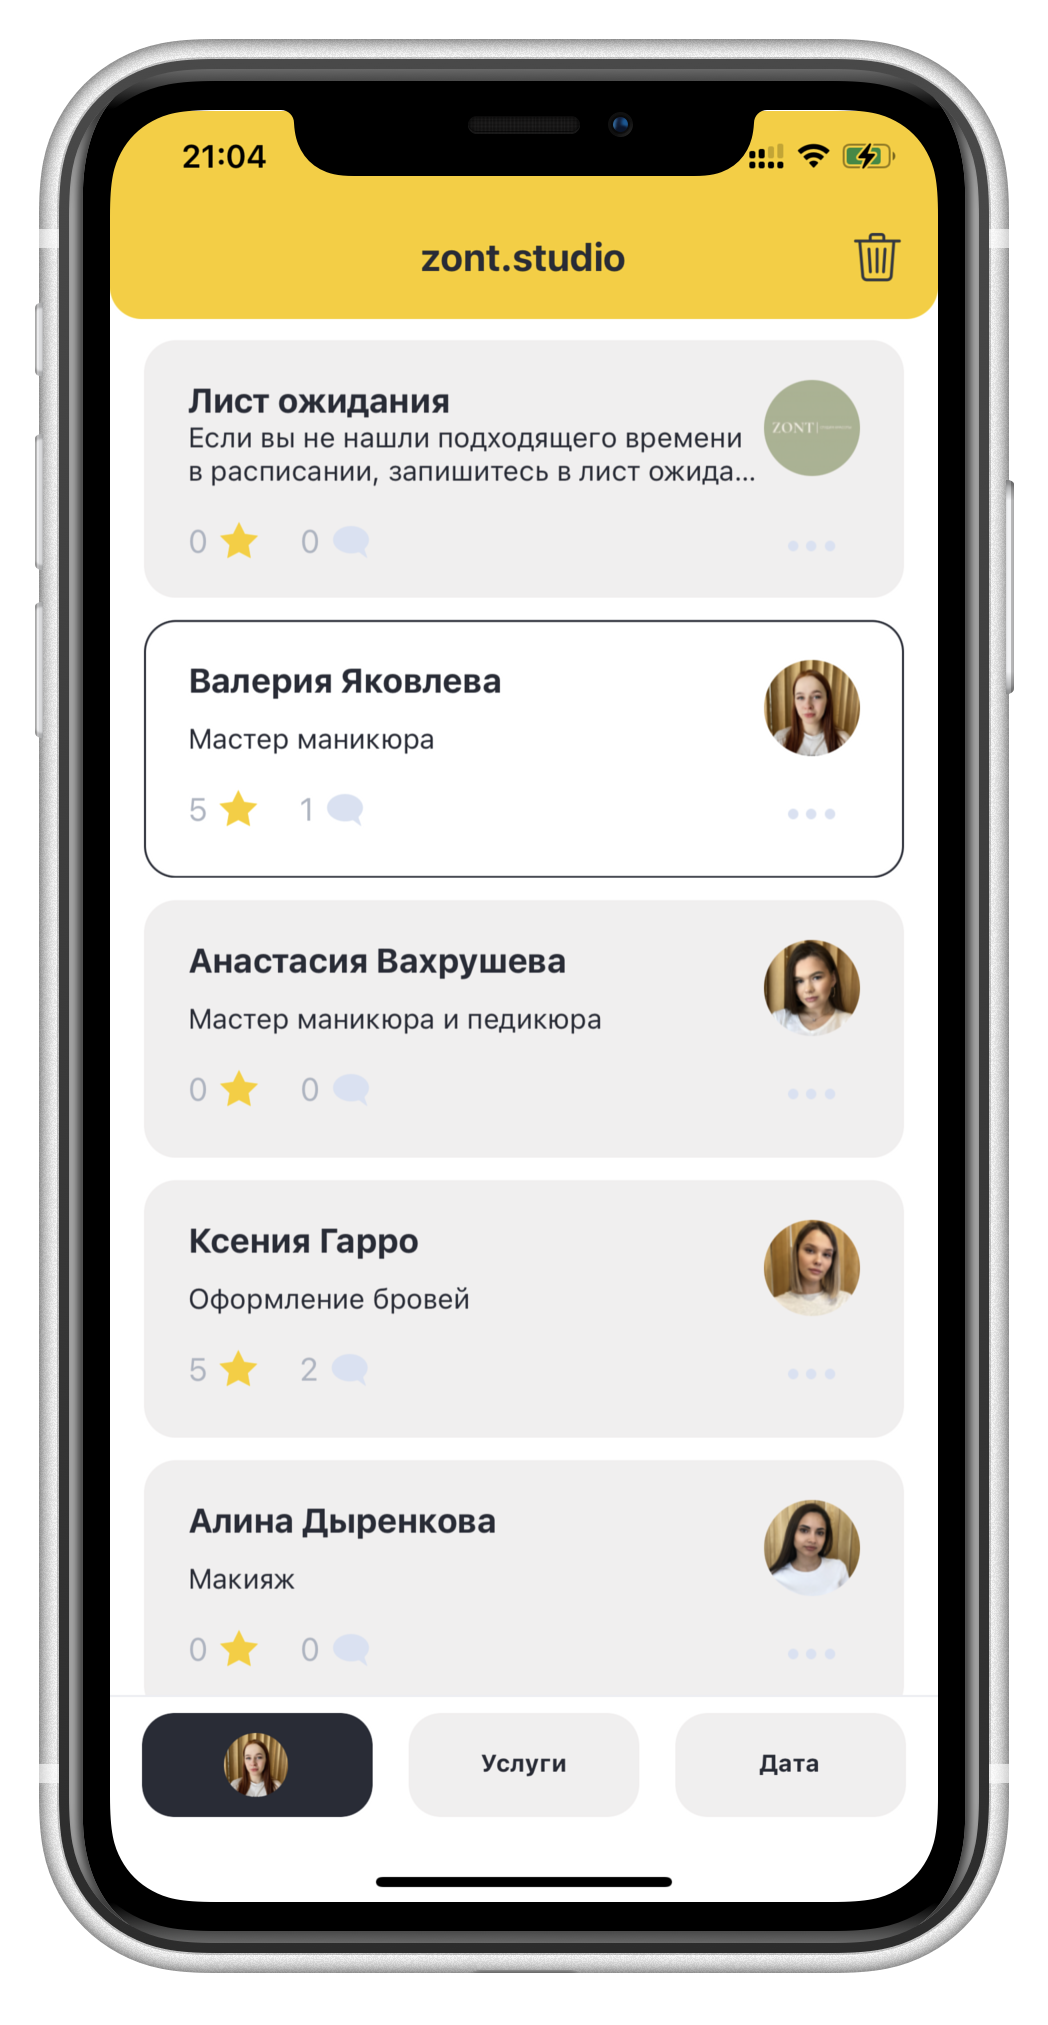 21:04
zont.studio
Лист ожидания
Если вы не нашли подходящего времени
в расписании, запишитесь в лист ожида...
ZONT
0
0
Валерия Яковлева
Мастер маникюра
5
1
Анастасия Вахрушева
Мастер маникюра и педикюра
0
0
Ксения Гарро
Оформление бровей
5
2
Алина Дыренкова
Макияж
0
0
Услуги
Дата